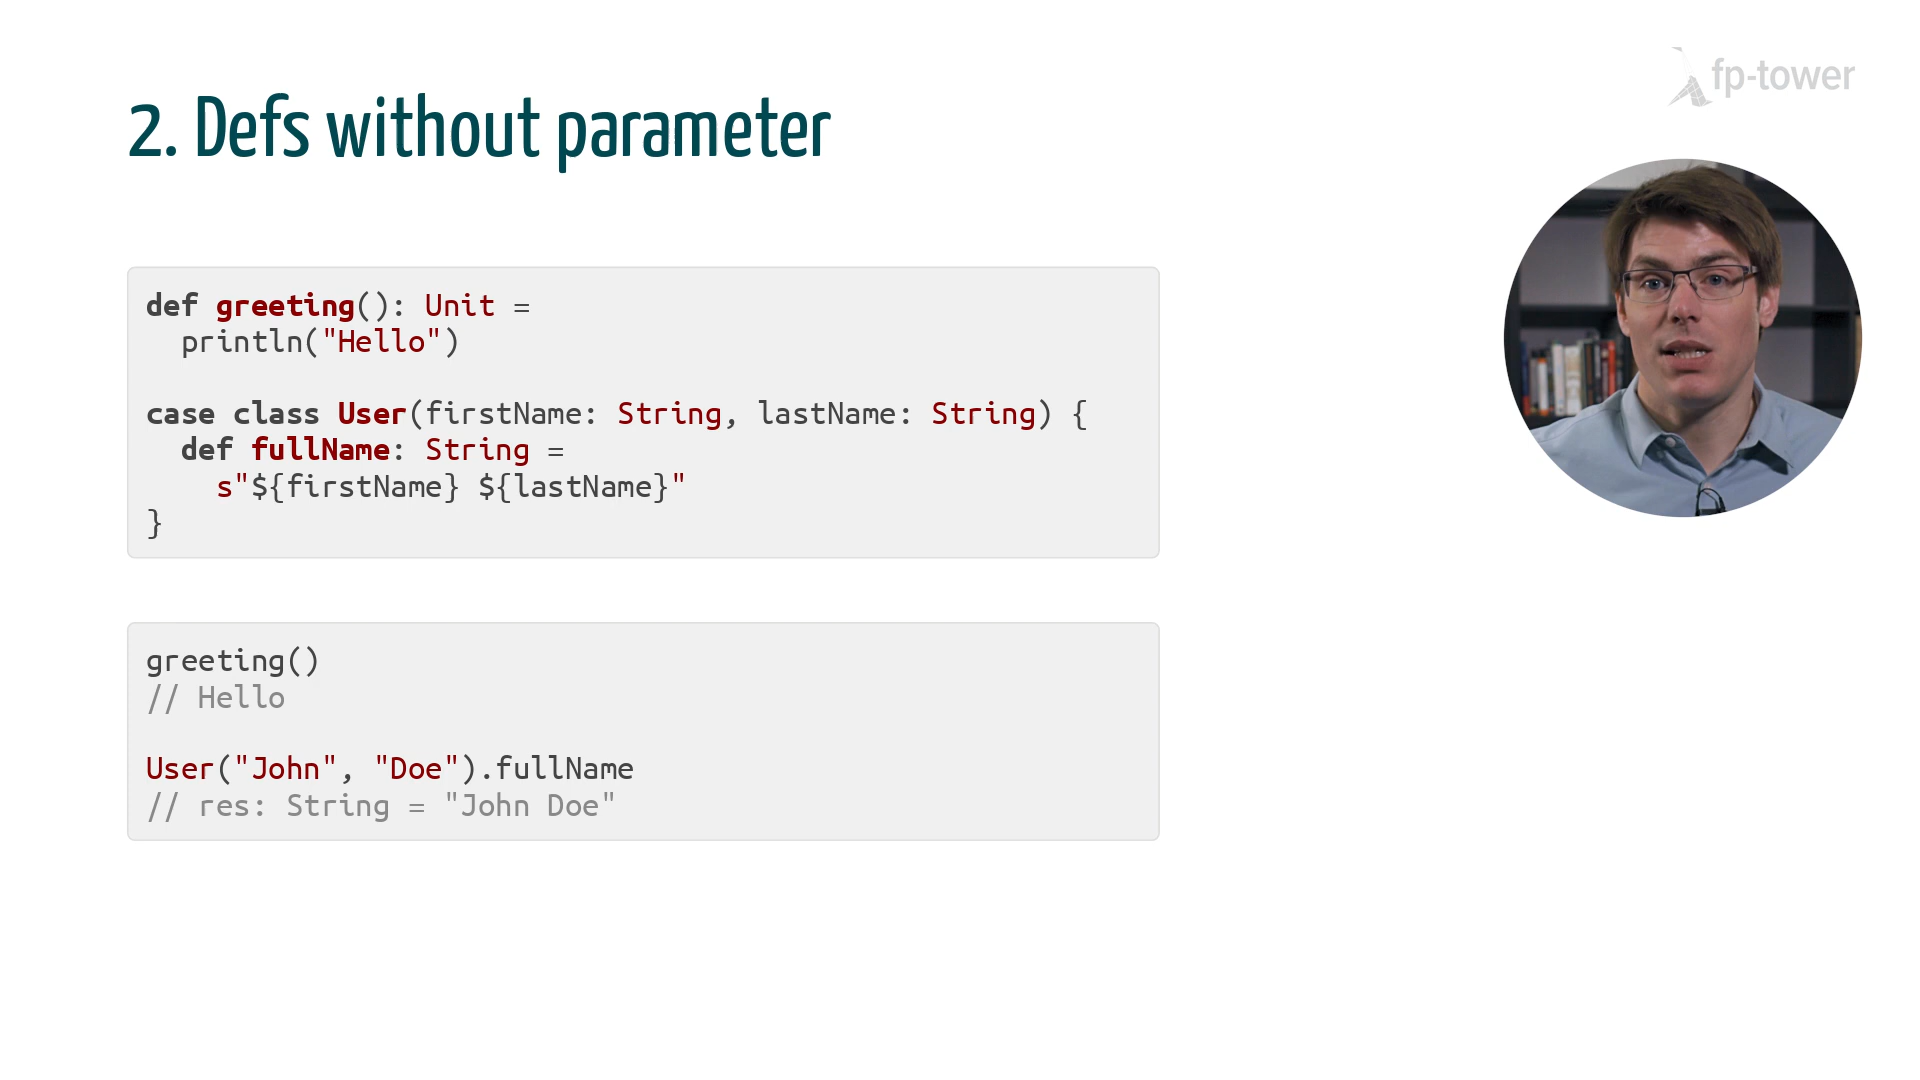 fp-tower
2. Defs without parameter
def greeting(): Unit =
  println("Hello")
case class User(firstName: String, lastName: String) {
  def fullName: String =
    s"${firstName} ${lastName}"
}
greeting()
// Hello
User("John", "Doe").fullName
// res: String = "John Doe"